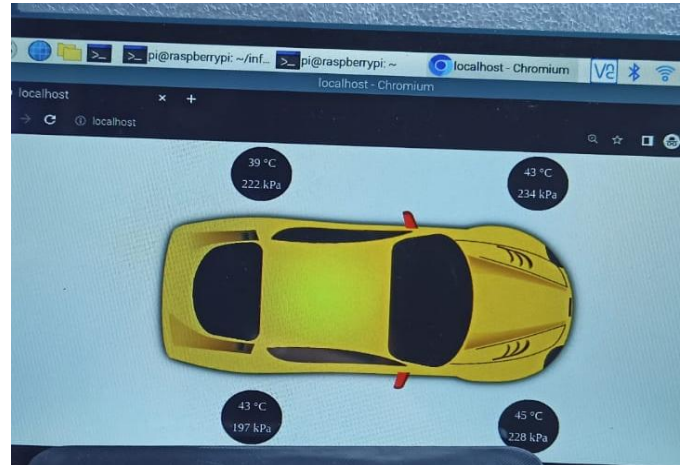 pi@raspberrypi: ~/inf... pi@raspberrypi: ~ localhost - Chromium V2
localhost - Chromium
localhost × +
localhost
39 °C
222 kPa
43 °C
234 kPa
43 °C
197 kPa
45 °C
228 kPa